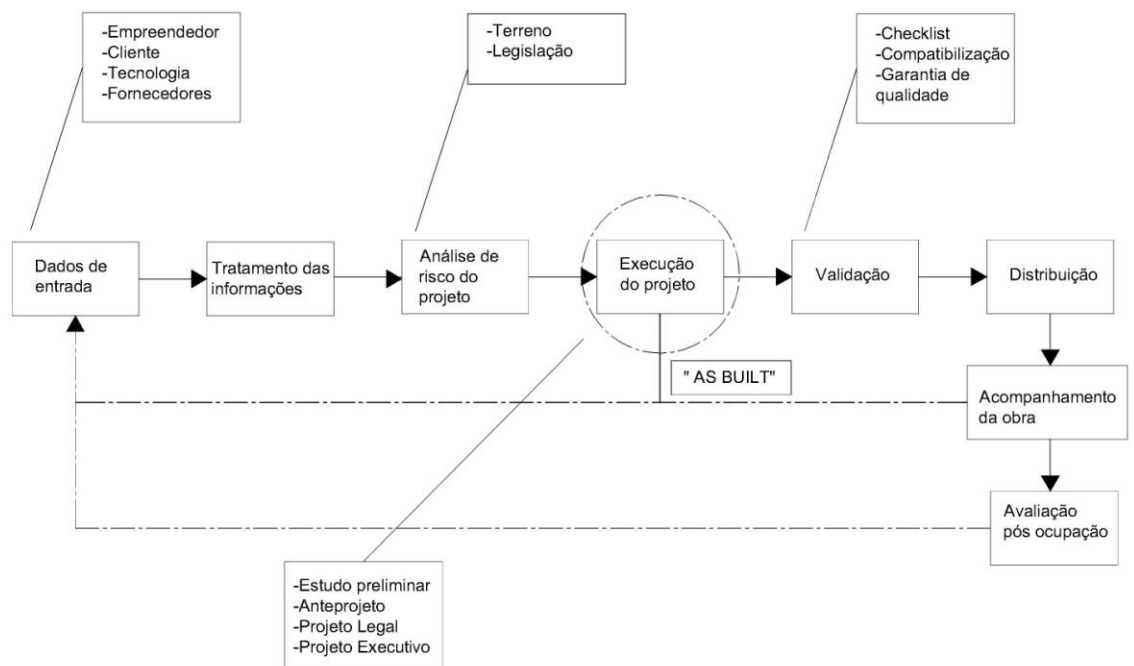 -Empreendedor
-Cliente
-Tecnologia
-Fornecedores
-Terreno
-Legislação
-Checklist
-Compatibilização
-Garantia de
qualidade
Dados de
entrada
Tratamento das
informações
Análise de
risco do
projeto
Execução
do projeto
Validação
Distribuição
" AS BUILT"
Acompanhamento
da obra
Avaliação
pós ocupação
-Estudo preliminar
-Anteprojeto
-Projeto Legal
-Projeto Executivo